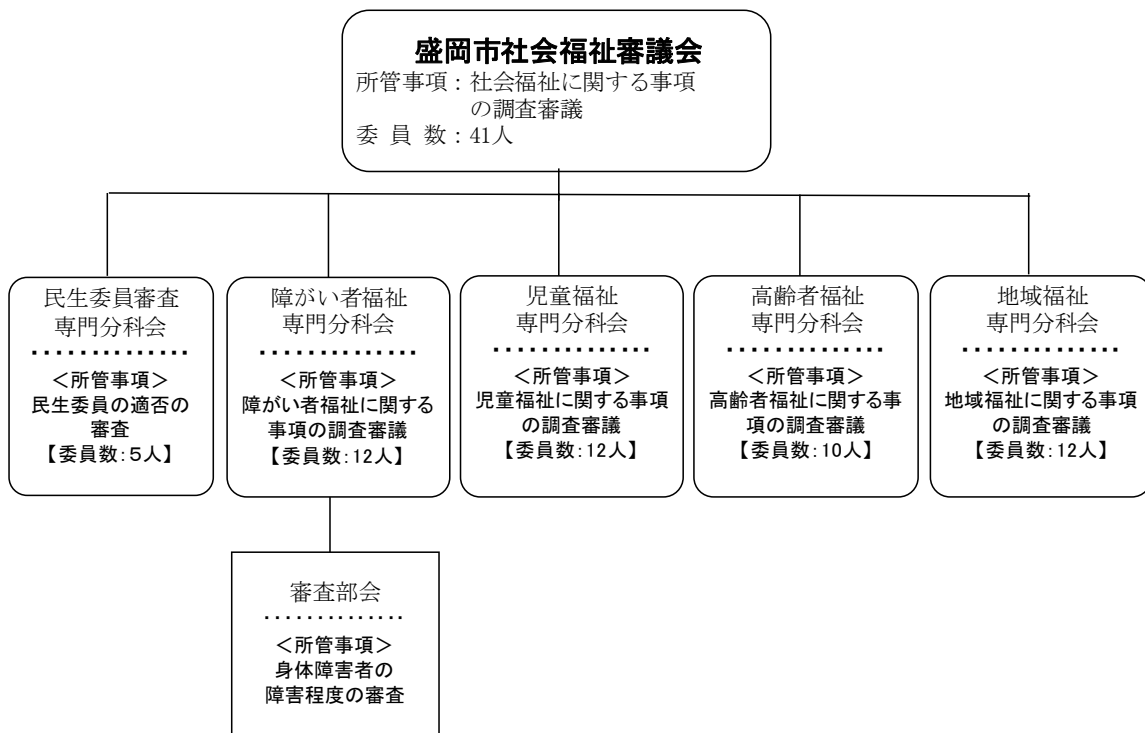 盛岡市社会福祉審議会
所管事項：社会福祉に関する事項
の調査審議
委 員 数：41人
民生委員審査
専門分科会
＜所管事項＞
民生委員の適否の
審査
【委員数：５人】
障がい者福祉
専門分科会
＜所管事項＞
障がい者福祉に関する
事項の調査審議
【委員数：12人】
児童福祉
専門分科会
＜所管事項＞
児童福祉に関する事項
の調査審議
【委員数：12人】
高齢者福祉
専門分科会
＜所管事項＞
高齢者福祉に関する事
項の調査審議
【委員数：10人】
地域福祉
専門分科会
＜所管事項＞
地域福祉に関する事項
の調査審議
【委員数：12人】
審査部会
＜所管事項＞
身体障害者の
障害程度の審査